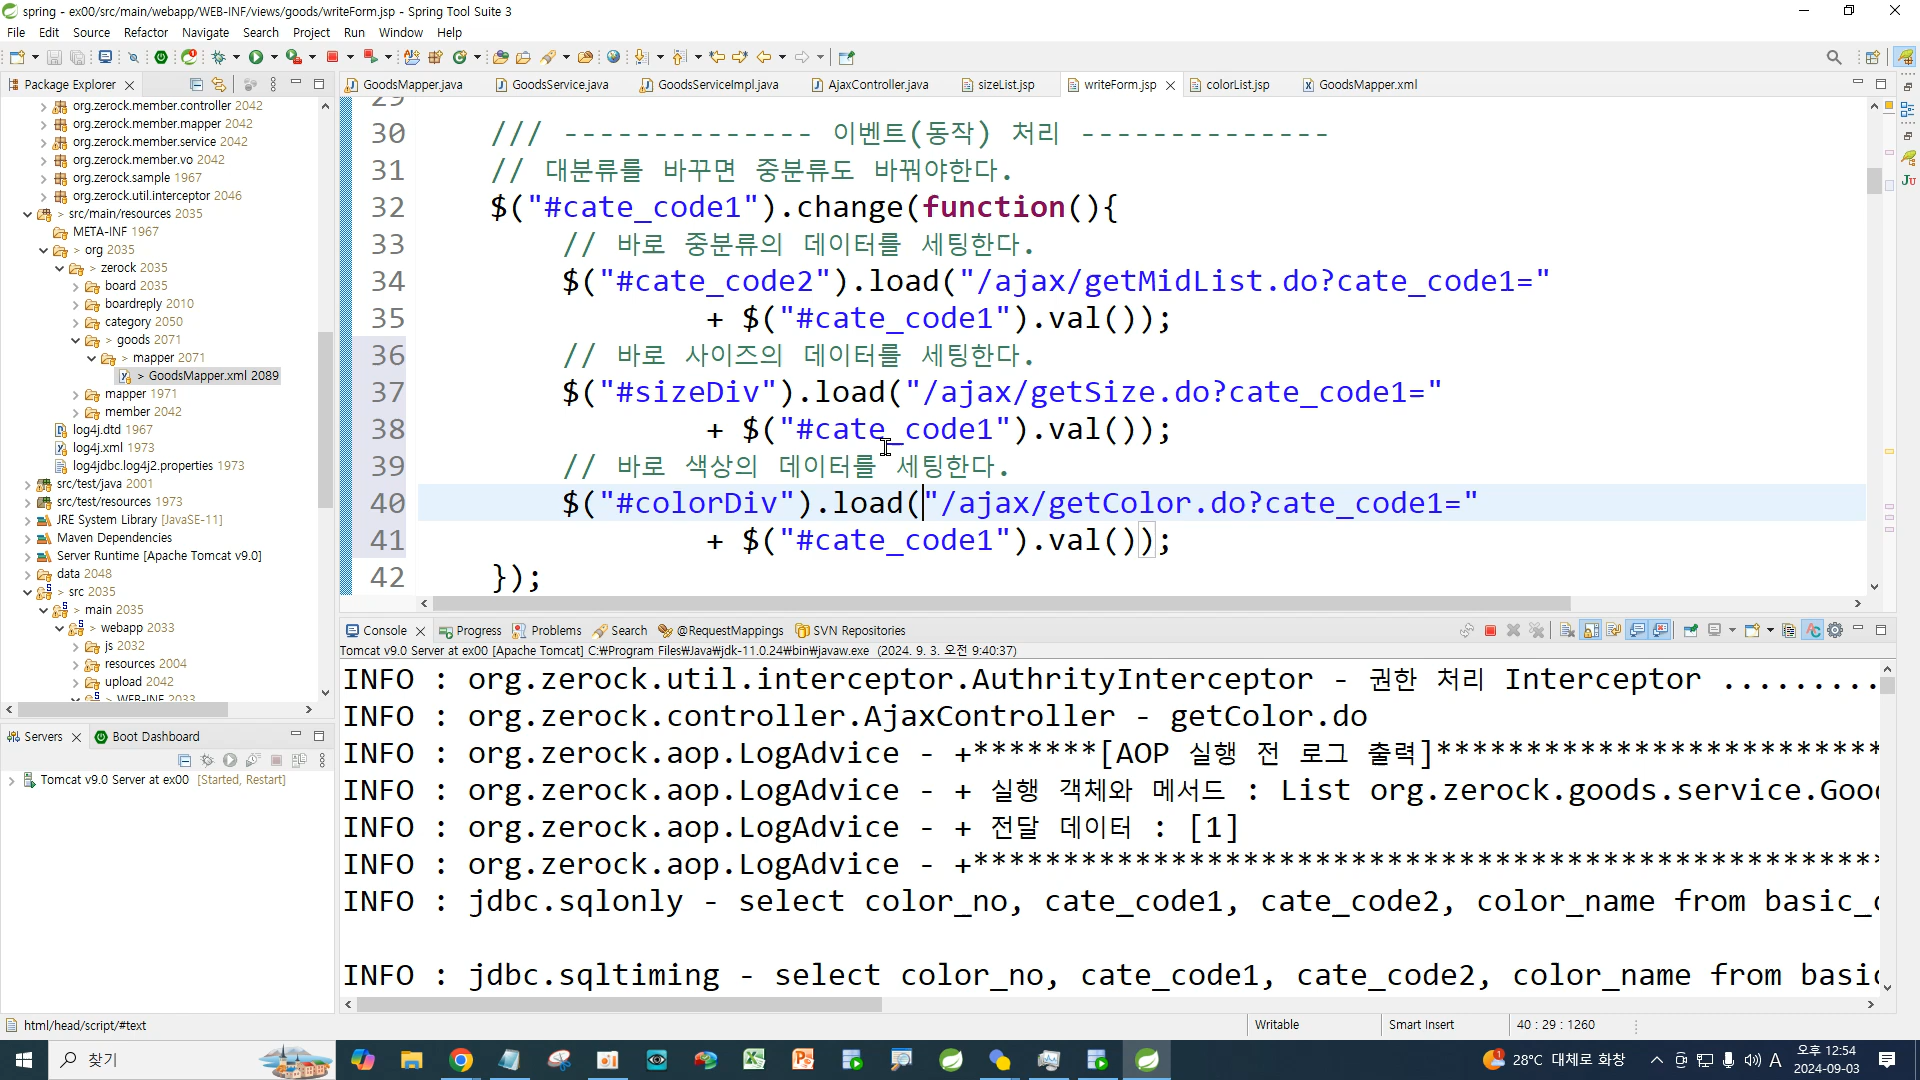 spring - ex00/src/main/webapp/WEB-INF/views/goods/writeForm.jsp - Spring Tool Suite 3
File Edit Source Refactor Navigate Search Project Run Window Help
Package Explorer
org.zerock.member.controller 2042
org.zerock.member.mapper 2042
org.zerock.member.service 2042
org.zerock.member.vo 2042
org.zerock.sample 1967
org.zerock.util.interceptor 2046
> src/main/resources 2035
META-INF 1967
> org 2035
> zerock 2035
board 2035
boardreply 2010
category 2050
> goods 2071
> mapper 2071
> GoodsMapper.xml 2089
mapper 1971
member 2042
log4j.dtd 1967
log4j.xml 1973
log4jdbc.log4j2.properties 1973
src/test/java 2001
src/test/resources 1973
JRE System Library [JavaSE-11]
Maven Dependencies
Server Runtime [Apache Tomcat v9.0]
data 2048
> src 2035
> main 2035
> webapp 2033
js 2032
resources 2004
upload 2042
> WEB-INF 2033
Servers Boot Dashboard
Tomcat v9.0 Server at ex00 [Started, Restart]
GoodsMapper.java GoodsService.java GoodsServiceImpl.java AjaxController.java sizeList.jsp writeForm.jsp colorList.jsp GoodsMapper.xml
29
30 /// -------------- 이벤트(동작) 처리 --------------
31 // 대분류를 바꾸면 중분류도 바꿔야한다.
32 $("#cate_code1").change(function(){
33 // 바로 중분류의 데이터를 세팅한다.
34 $("#cate_code2").load("/ajax/getMidList.do?cate_code1="
35 + $("#cate_code1").val());
36 // 바로 사이즈의 데이터를 세팅한다.
37 $("#sizeDiv").load("/ajax/getSize.do?cate_code1="
38 + $("#cate_code1").val());
39 // 바로 색상의 데이터를 세팅한다.
40 $("#colorDiv").load("/ajax/getColor.do?cate_code1="
41 + $("#cate_code1").val());
42 });
Console Progress Problems Search @RequestMappings SVN Repositories
Tomcat v9.0 Server at ex00 [Apache Tomcat] C:₩Program Files₩Java₩jdk-11.0.24₩bin₩javaw.exe (2024. 9. 3. 오전 9:40:37)
INFO : org.zerock.util.interceptor.AuthrityInterceptor - 권한 처리 Interceptor .........
INFO : org.zerock.controller.AjaxController - getColor.do
INFO : org.zerock.aop.LogAdvice - +*******[AOP 실행 전 로그 출력]*************************
INFO : org.zerock.aop.LogAdvice - + 실행 객체와 메서드 : List org.zerock.goods.service.Goo
INFO : org.zerock.aop.LogAdvice - + 전달 데이터 : [1]
INFO : org.zerock.aop.LogAdvice - +***************************************************
INFO : jdbc.sqlonly - select color_no, cate_code1, cate_code2, color_name from basic_c
INFO : jdbc.sqltiming - select color_no, cate_code1, cate_code2, color_name from basic
html/head/script/#text
Writable Smart Insert 40 : 29 : 1260
찾기
28°C 대체로 화창
A
오후 12:54
2024-09-03